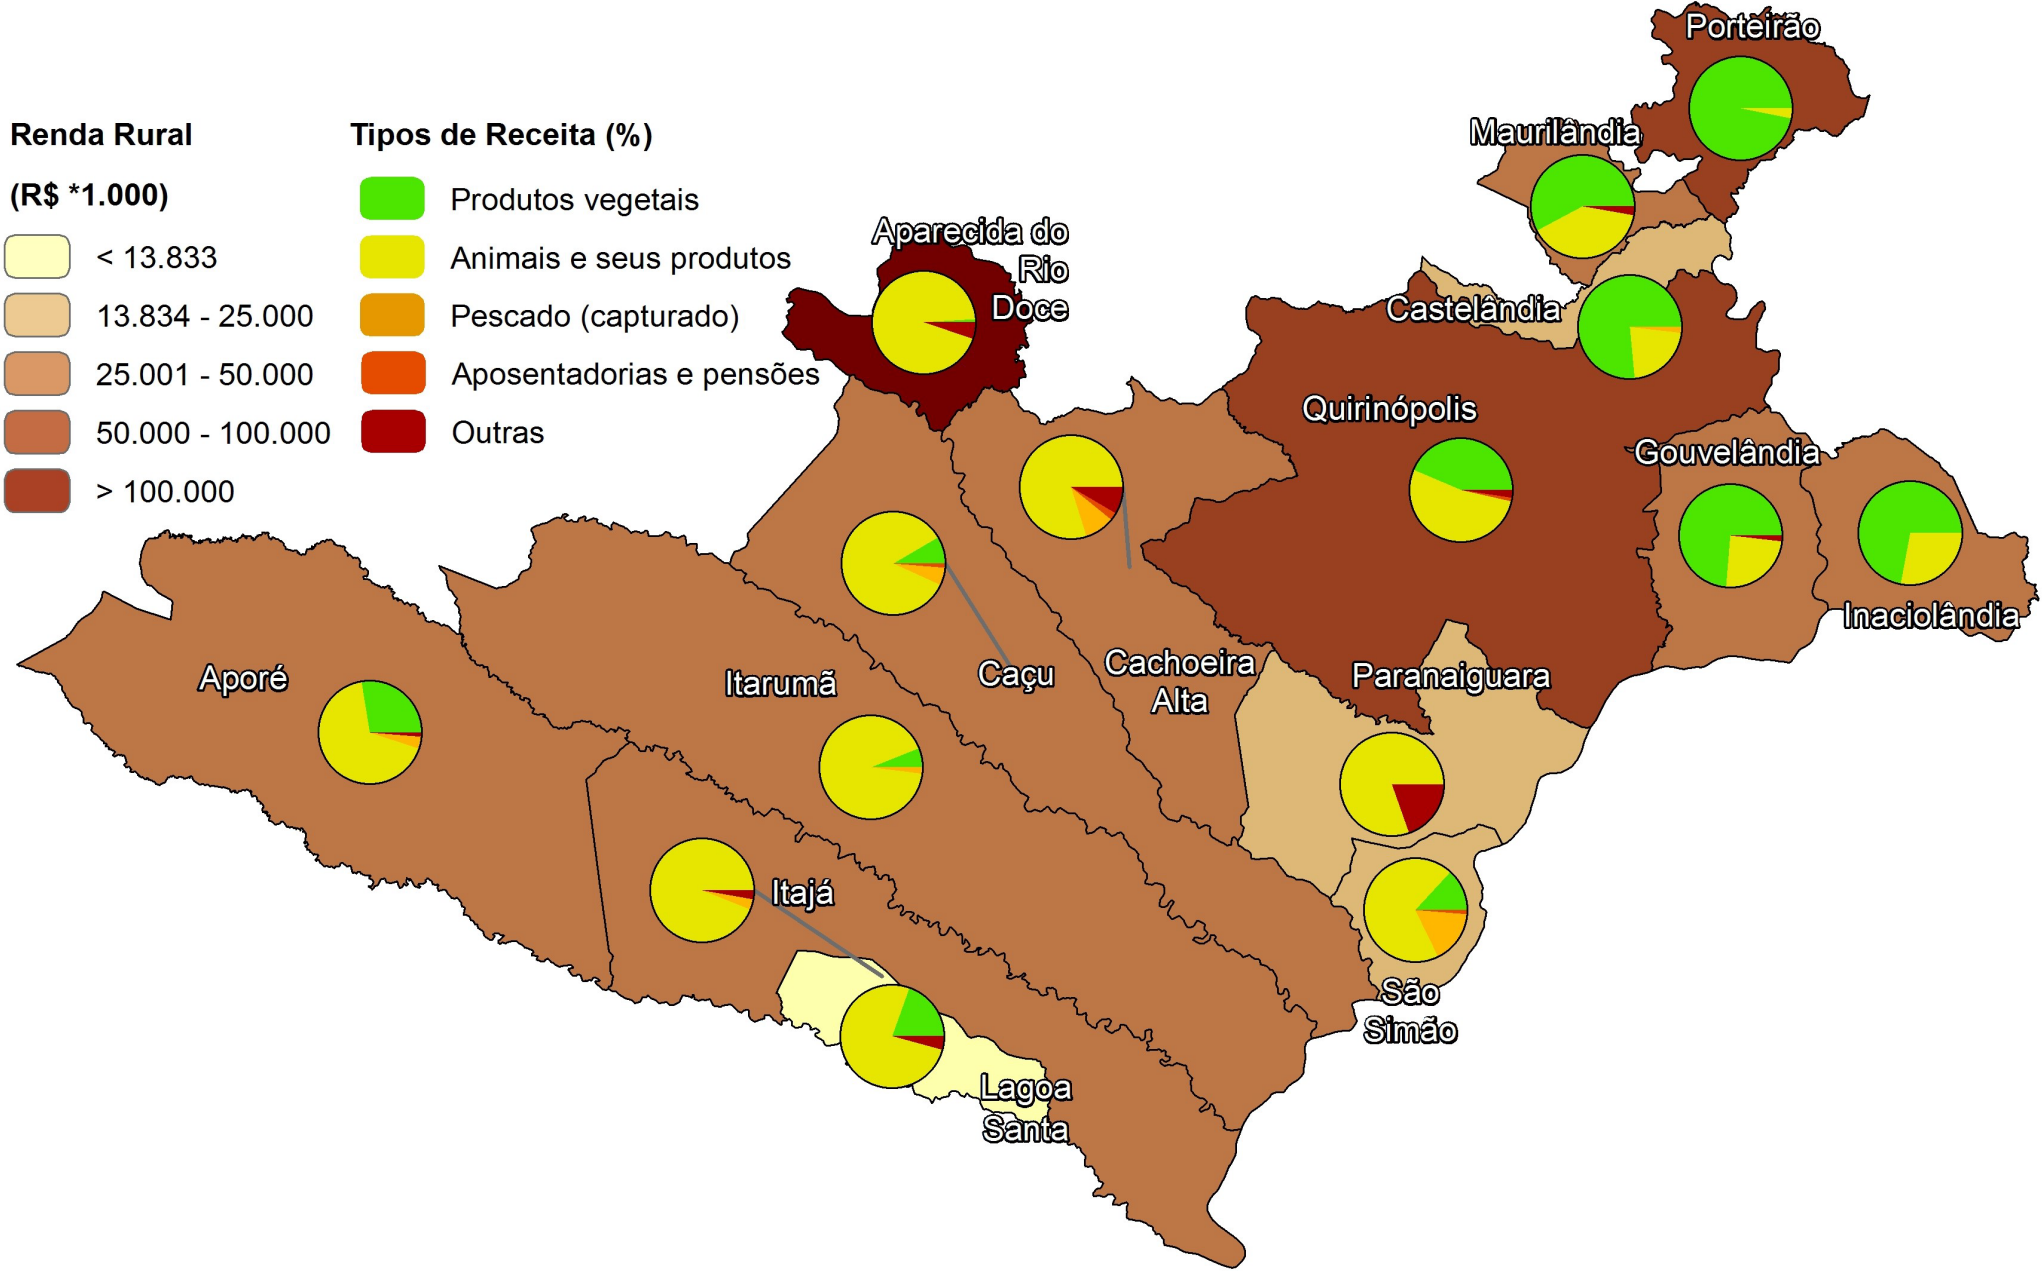 Renda Rural
(R$ *1.000)
< 13.833
13.834 - 25.000
25.001 - 50.000
50.000 - 100.000
> 100.000
Tipos de Receita (%)
Produtos vegetais
Animais e seus produtos
Pescado (capturado)
Aposentadorias e pensões
Outras
Porteirão
Maurilândia
Aparecida do
Rio
Doce
Castelândia
Quirinópolis
Gouvelândia
Inaciolândia
Aporé
Itarumã
Caçu
Cachoeira
Alta
Paranaiguara
Itajá
São
Simão
Lagoa
Santa